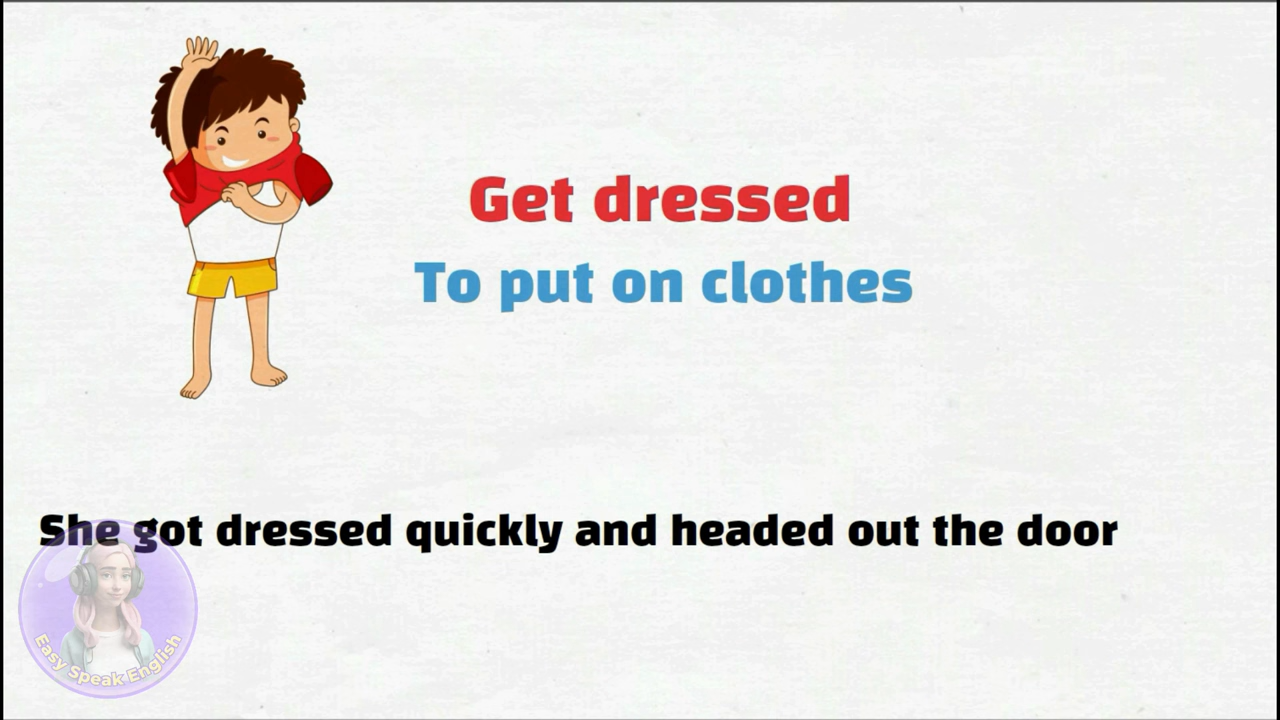 Get dressed
To put on clothes
She got dressed quickly and headed out the door
Easy Speak English